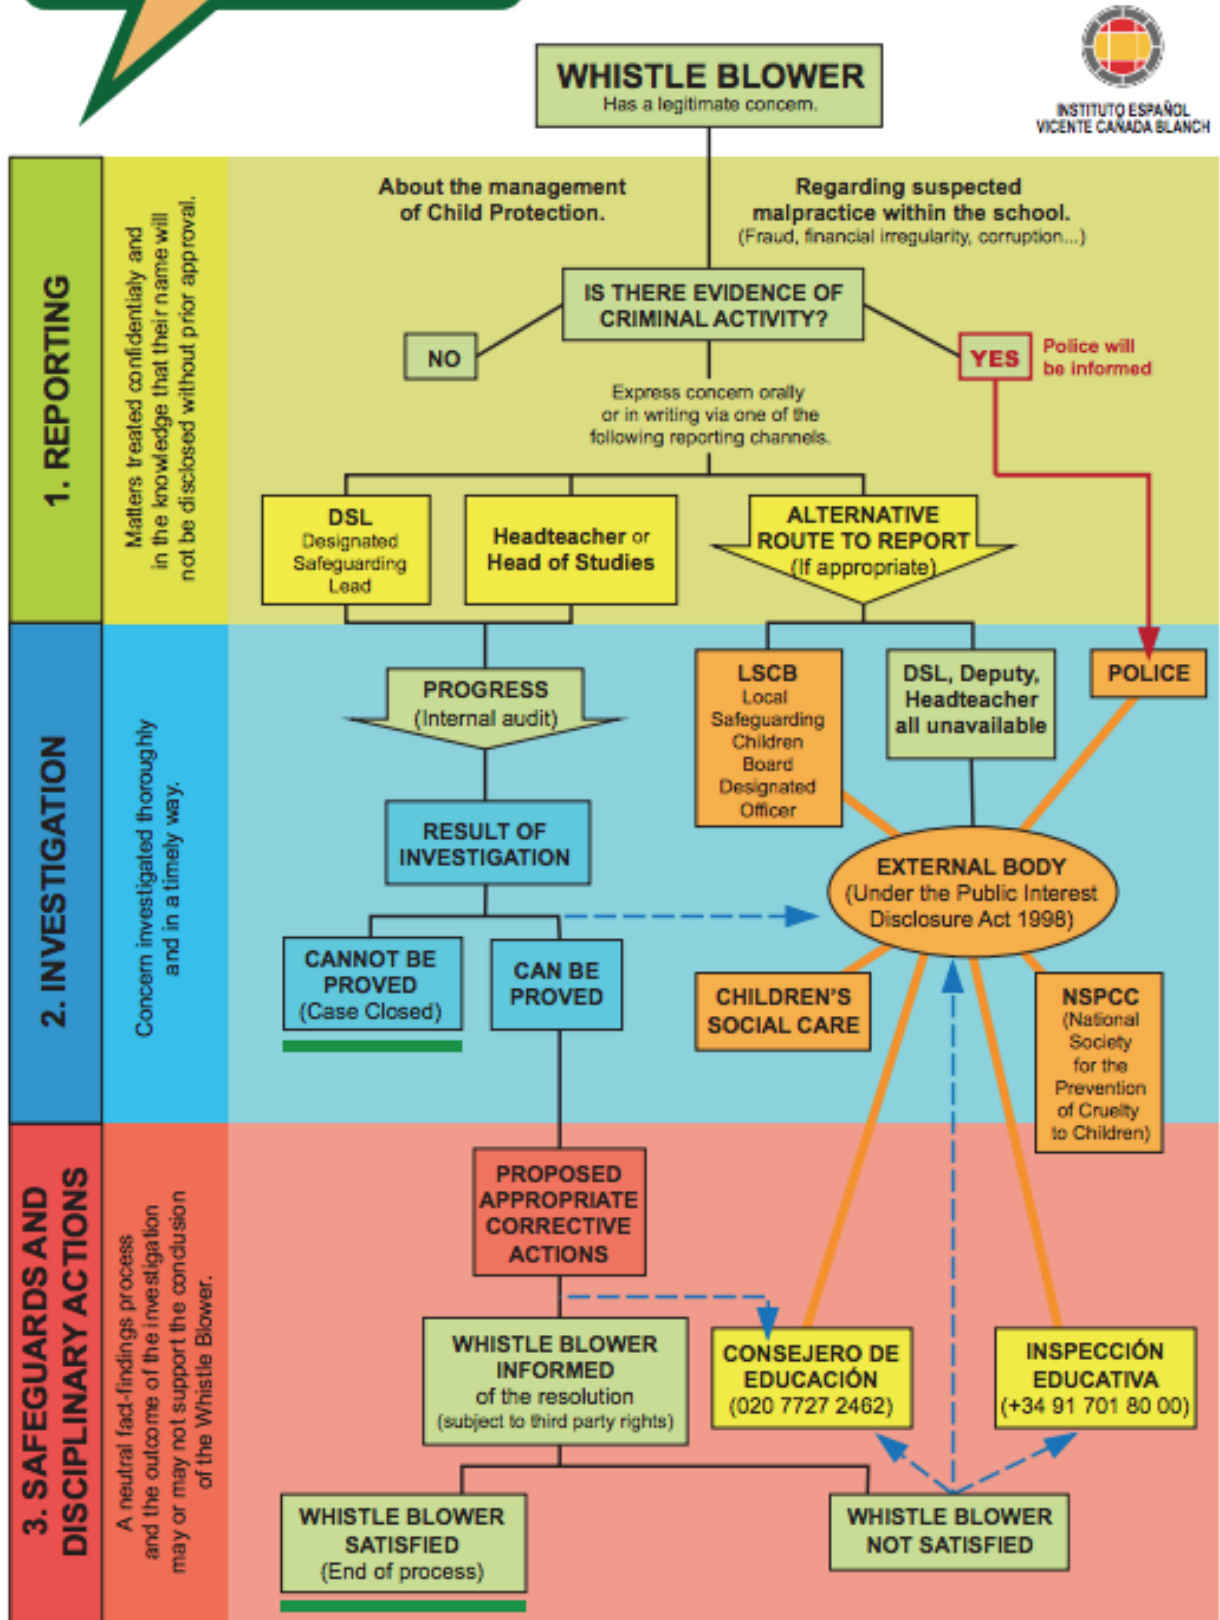 WHISTLE BLOWER
Has a legitimate concern.
INSTITUTO ESPAÑOL
VICENTE CAÑADA BLANCH
1. REPORTING
Matters treated confidentialy and
in the knowledge that their name will
not be disclosed without prior approval.
About the management
of Child Protection.
Regarding suspected
malpractice within the school.
(Fraud, financial irregularity, corruption...)
IS THERE EVIDENCE OF
CRIMINAL ACTIVITY?
NO
YES
Police will
be informed
Express concern orally
or in writing via one of the
following reporting channels.
DSL
Designated
Safeguarding
Lead
Headteacher or
Head of Studies
ALTERNATIVE
ROUTE TO REPORT
(If appropriate)
2. INVESTIGATION
Concern investigated thoroughly
and in a timely way.
PROGRESS
(Internal audit)
LSCB
Local
Safeguarding
Children
Board
Designated
Officer
DSL, Deputy,
Headteacher
all unavailable
POLICE
RESULT OF
INVESTIGATION
EXTERNAL BODY
(Under the Public Interest
Disclosure Act 1998)
CANNOT BE
PROVED
(Case Closed)
CAN BE
PROVED
CHILDREN'S
SOCIAL CARE
NSPCC
(National
Society
for the
Prevention
of Cruelty
to Children)
3. SAFEGUARDS AND
DISCIPLINARY ACTIONS
A neutral fact-findings process
and the outcome of the investigation
may or may not support the conclusion
of the Whistle Blower.
PROPOSED
APPROPRIATE
CORRECTIVE
ACTIONS
WHISTLE BLOWER
INFORMED
of the resolution
(subject to third party rights)
CONSEJERO DE
EDUCACIÓN
(020 7727 2462)
INSPECCIÓN
EDUCATIVA
(+34 91 701 80 00)
WHISTLE BLOWER
SATISFIED
(End of process)
WHISTLE BLOWER
NOT SATISFIED